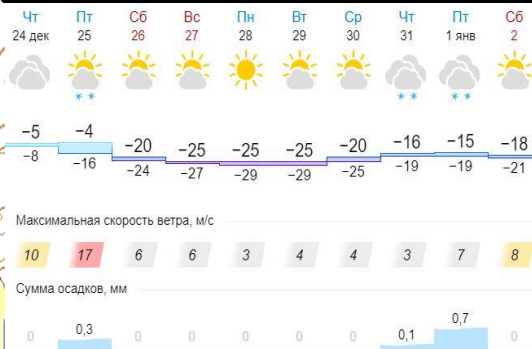 Чт Пт Сб Вс Пн Вт Ср Чт Пт Сб
24 дек 25 26 27 28 29 30 31 1 янв 2
−5 −4 −20 −25 −25 −25 −20 −16 −15 −18
−8 −16 −24 −27 −29 −29 −25 −19 −19 −21
Максимальная скорость ветра, м/с
10 17 6 6 3 4 4 3 7 8
Сумма осадков, мм
0 0,3 0 0 0 0 0 0,1 0,7 0